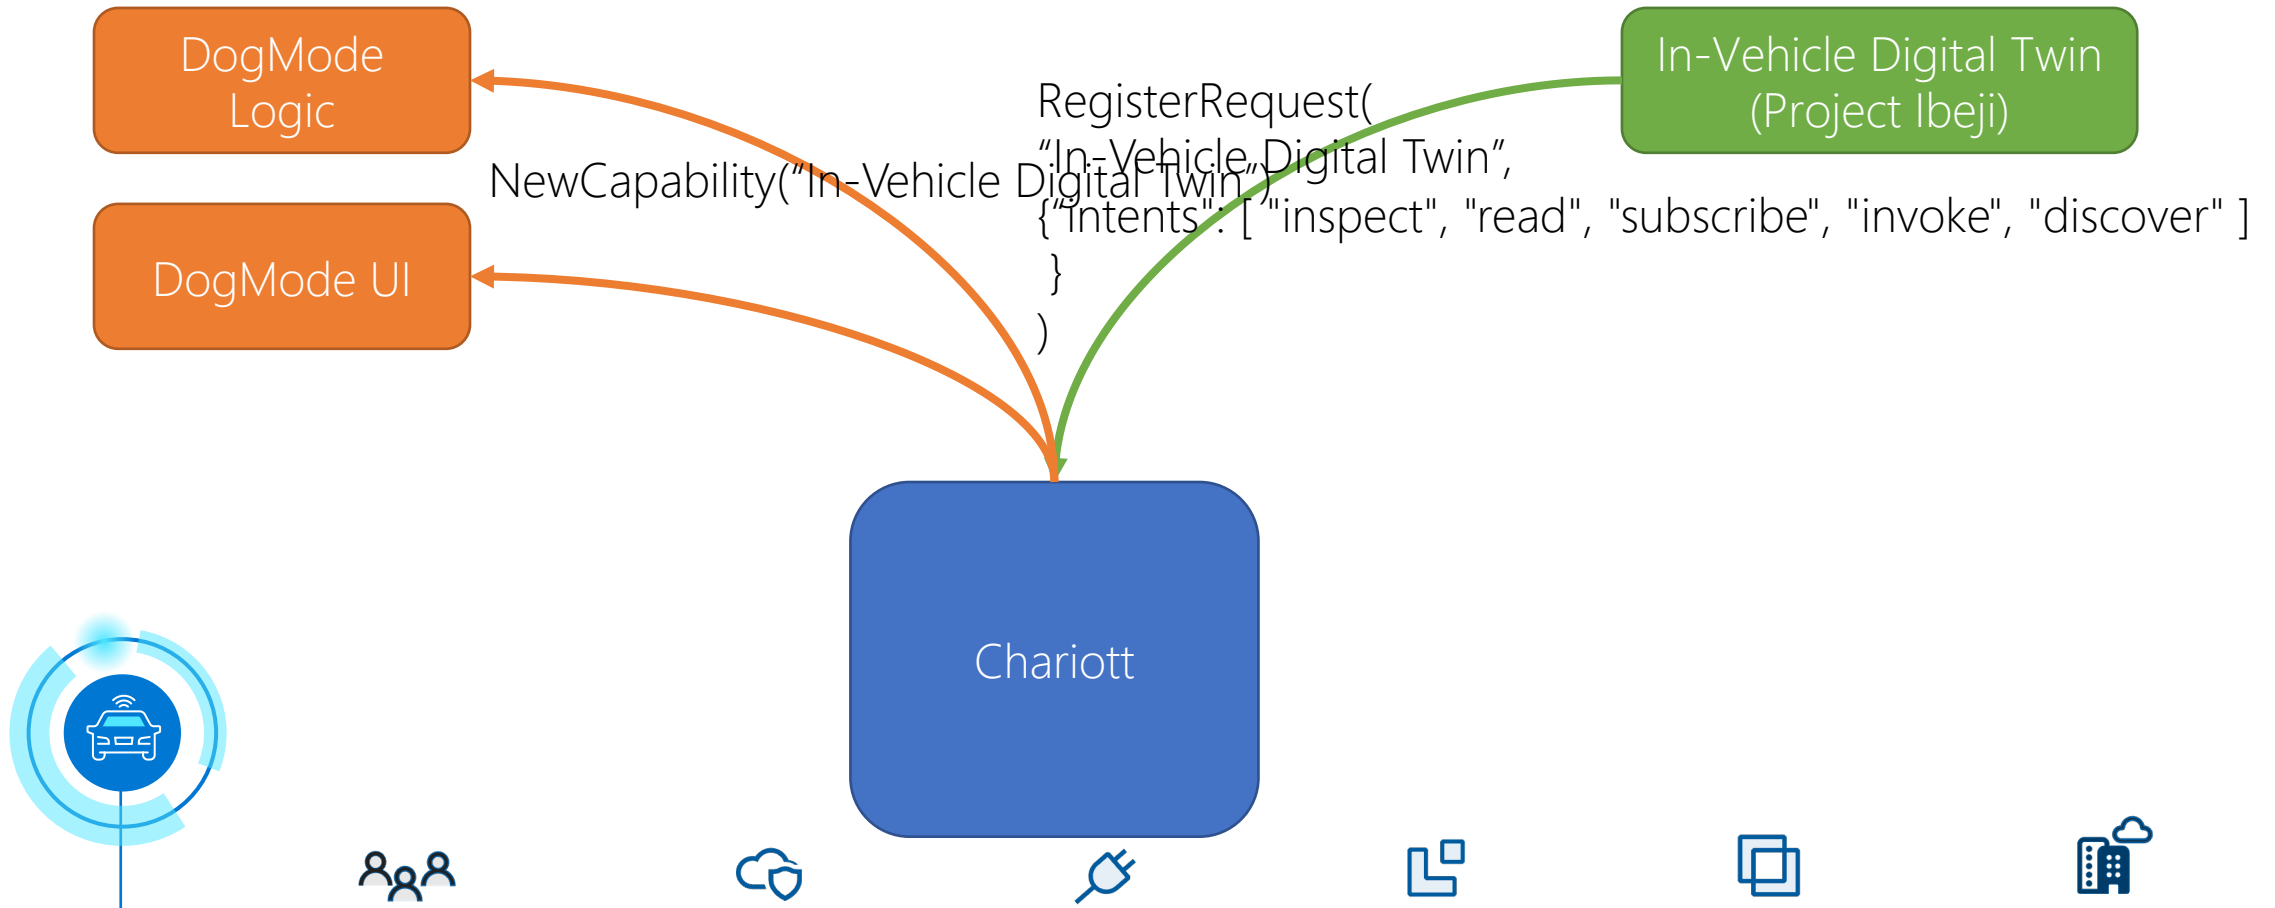 DogMode
Logic
DogMode UI
NewCapability(“In-Vehicle Digital Twin”)
RegisterRequest(
“In-Vehicle Digital Twin”,
{“intents": [ "inspect", "read", "subscribe", "invoke", "discover" ]
}
)
In-Vehicle Digital Twin
(Project Ibeji)
Chariott